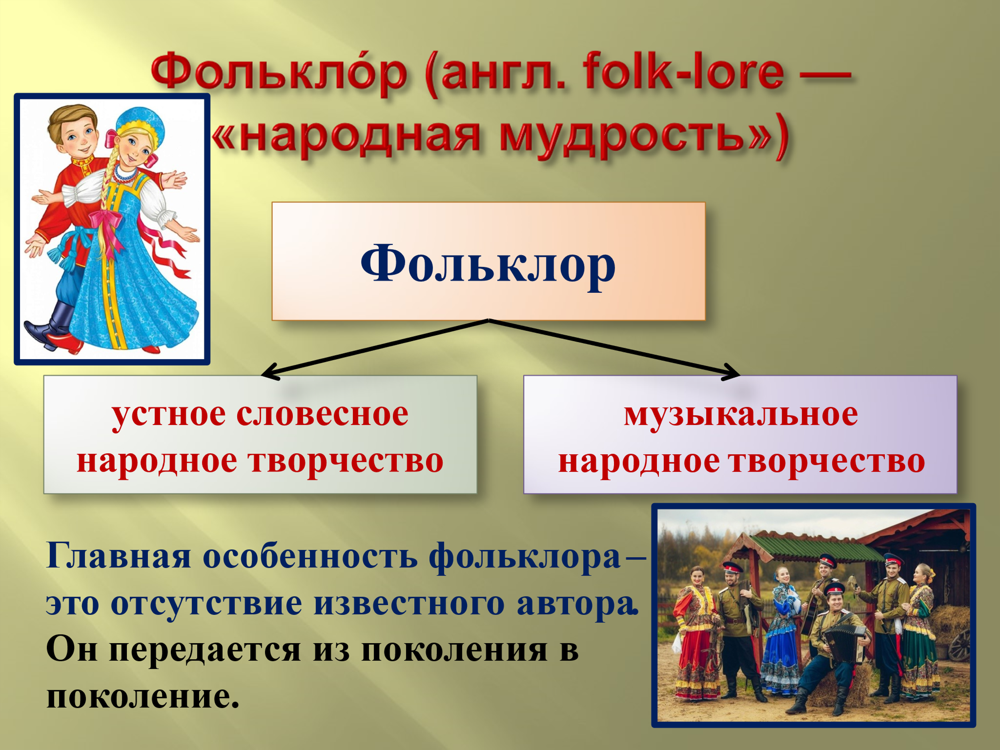 Фолькло́р (англ. folk-lore —
«народная мудрость»)
Фольклор
устное словесное
народное творчество
музыкальное
народное творчество
Главная особенность фольклора –
это отсутствие известного автора.
Он передается из поколения в
поколение.